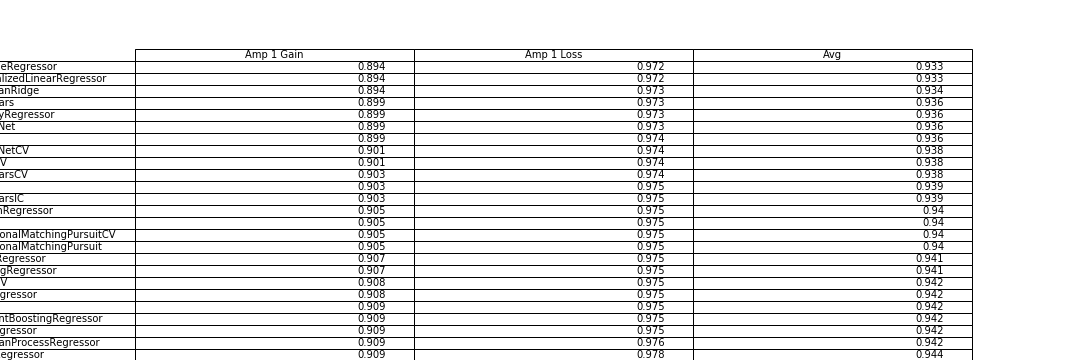 Amp 1 Gain Amp 1 Loss Avg
eRegressor 0.894 0.972 0.933
alizedLinearRegressor 0.894 0.972 0.933
anRidge 0.894 0.973 0.934
ars 0.899 0.973 0.936
yRegressor 0.899 0.973 0.936
Net 0.899 0.973 0.936
0.899 0.974 0.936
NetCV 0.901 0.974 0.938
V 0.901 0.974 0.938
arsCV 0.903 0.974 0.938
0.903 0.975 0.939
arsIC 0.903 0.975 0.939
nRegressor 0.905 0.975 0.94
0.905 0.975 0.94
onalMatchingPursuitCV 0.905 0.975 0.94
onalMatchingPursuit 0.905 0.975 0.94
Regressor 0.907 0.975 0.941
gRegressor 0.907 0.975 0.941
V 0.908 0.975 0.942
gressor 0.908 0.975 0.942
0.909 0.975 0.942
ntBoostingRegressor 0.909 0.975 0.942
gressor 0.909 0.975 0.942
anProcessRegressor 0.909 0.976 0.942
egressor 0.909 0.978 0.944